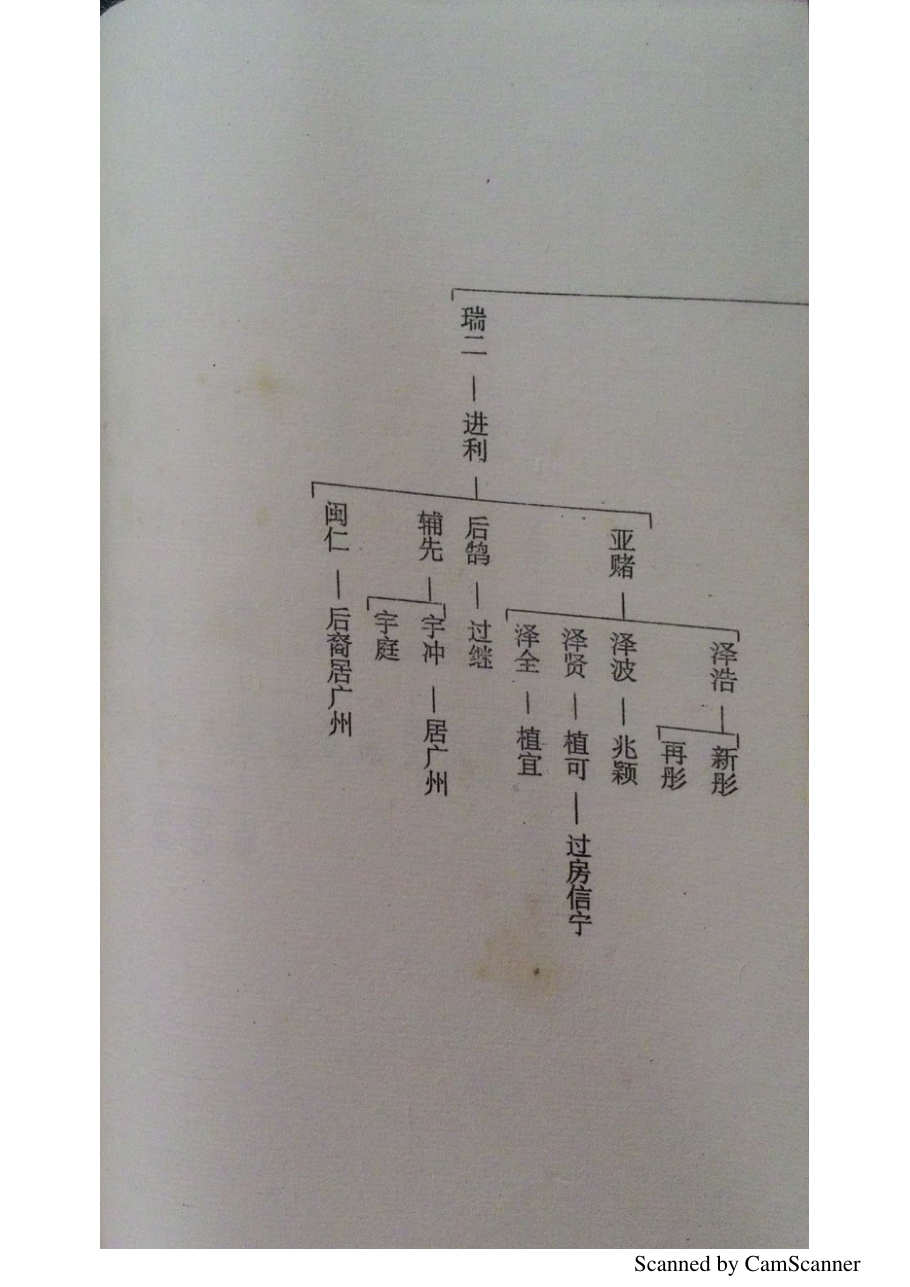 瑞二
进利
亚赌
后鹄
辅先
闽仁
泽浩
泽波
泽贤
泽全
过继
宇冲
宇庭
后裔居广州
新彤
再彤
兆颖
植可
植宜
居广州
过房信宁
Scanned by CamScanner